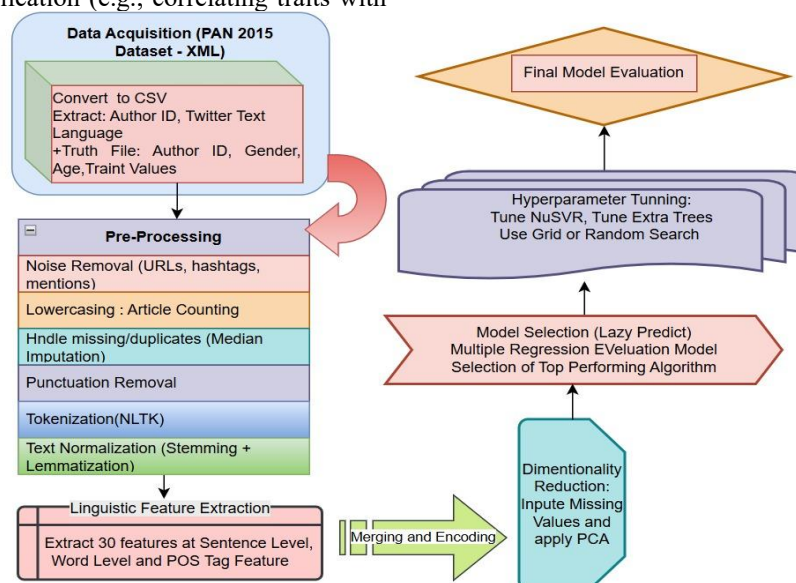 ication (e.g., correlating traits with
Data Acquisition (PAN 2015
Dataset - XML)
Convert to CSV
Extract: Author ID, Twitter Text
Language
+Truth File: Author ID, Gender,
Age,Traint Values
Pre-Processing
Noise Removal (URLs, hashtags,
mentions)
Lowercasing : Article Counting
Hndle missing/duplicates (Median
Imputation)
Punctuation Removal
Tokenization(NLTK)
Text Normalization (Stemming +
Lemmatization)
Linguistic Feature Extraction
Extract 30 features at Sentence Level,
Word Level and POS Tag Feature
Merging and Encoding
Dimentionality
Reduction:
Inpute Missing
Values and
apply PCA
Model Selection (Lazy Predict)
Multiple Regression EVeluation Model
Selection of Top Performing Algorithm
Hyperparameter Tunning:
Tune NuSVR, Tune Extra Trees
Use Grid or Random Search
Final Model Evaluation